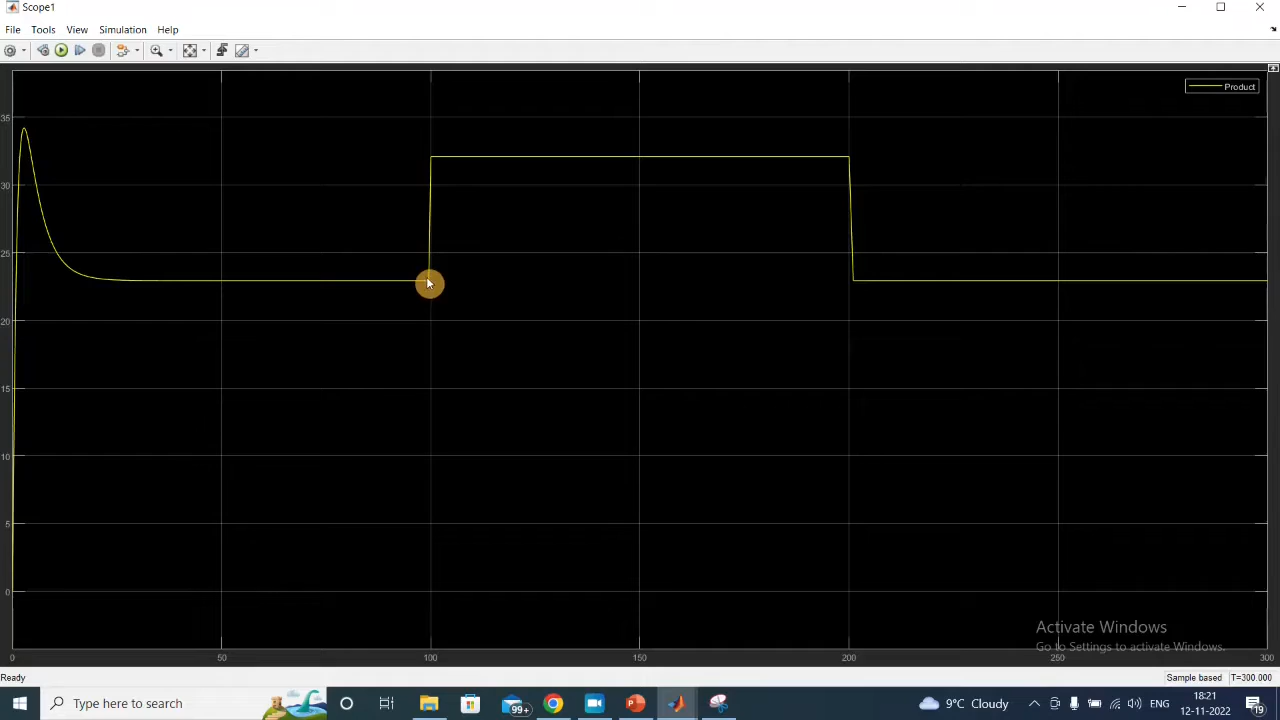 Scope1
File Tools View Simulation Help
Product
35
30
25
20
15
10
5
0
0 50 100 150 200 250 300
Activate Windows
Go to Settings to activate Windows.
Ready
Sample based T=300.000
Type here to search
99+
9°C Cloudy
ENG
18:21
12-11-2022
19